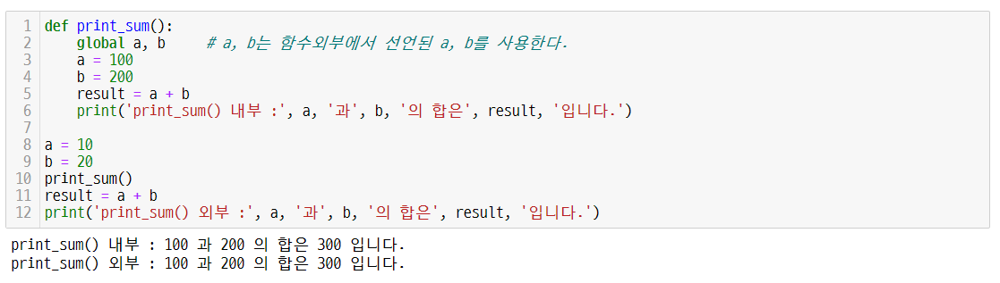 1 def print_sum():
2     global a, b     # a, b는 함수외부에서 선언된 a, b를 사용한다.
3     a = 100
4     b = 200
5     result = a + b
6     print('print_sum() 내부 :', a, '과', b, '의 합은', result, '입니다.')
7
8 a = 10
9 b = 20
10 print_sum()
11 result = a + b
12 print('print_sum() 외부 :', a, '과', b, '의 합은', result, '입니다.')
print_sum() 내부 : 100 과 200 의 합은 300 입니다.
print_sum() 외부 : 100 과 200 의 합은 300 입니다.